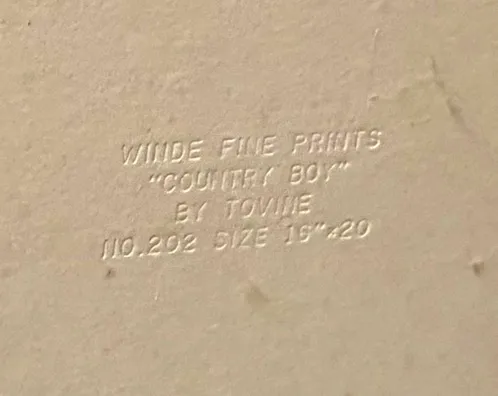 WINDE FINE PRINTS
"COUNTRY BOY"
BY TOVINE
NO.202 SIZE 16"x20